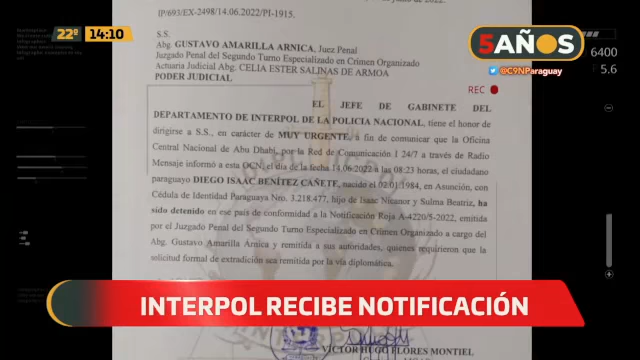 IP/693/EX-2498/14.06.2022/PI-1915.
22º 14:10
5AÑOS
@C9NParaguay
6400
5.6
REC
S.S.
Abg. GUSTAVO AMARILLA ARNICA, Juez Penal
Juzgado Penal del Segundo Turno Especializado en Crimen Organizado
Actuaria Judicial Abg. CELIA ESTER SALINAS DE ARMOA
PODER JUDICIAL
EL JEFE DE GABINETE DEL
DEPARTAMENTO DE INTERPOL DE LA POLICIA NACIONAL, tiene el honor de
dirigirse a S.S., en carácter de MUY URGENTE, a fin de comunicar que la Oficina
Central Nacional de Abu Dhabi, por la Red de Comunicación I 24/7 a través de Radio
Mensaje informó a esta OCN, el día de la fecha 14.06.2022 a las 08:23 horas, el ciudadano
paraguayo DIEGO ISAAC BENÍTEZ CAÑETE, nacido el 02.01.1984, en Asunción, con
Cédula de Identidad Paraguaya Nro. 3.218.477, hijo de Isaac Nicanor y Sulma Beatriz, ha
sido detenido en ese país de conformidad a la Notificación Roja A-4220/5-2022, emitida
por el Juzgado Penal del Segundo Turno Especializado en Crimen Organizado a cargo del
Abg. Gustavo Amarilla Arnica y remitida a sus autoridades, quienes requirieron que la
solicitud formal de extradición sea remitida por la vía diplomática.
INTERPOL RECIBE NOTIFICACIÓN
VICTOR HUGO FLORES MONTIEL